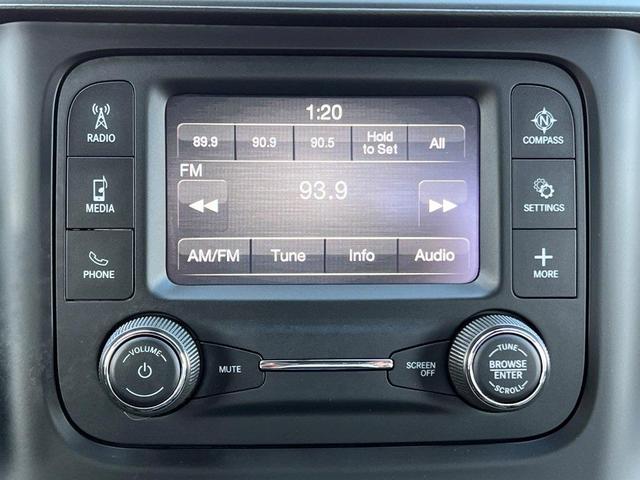 1:20
89.9 90.9 90.5 Hold to Set All
FM
93.9
AM/FM Tune Info Audio
RADIO
MEDIA
PHONE
N
COMPASS
SETTINGS
MORE
VOLUME
MUTE
SCREEN
OFF
TUNE
BROWSE
ENTER
SCROLL